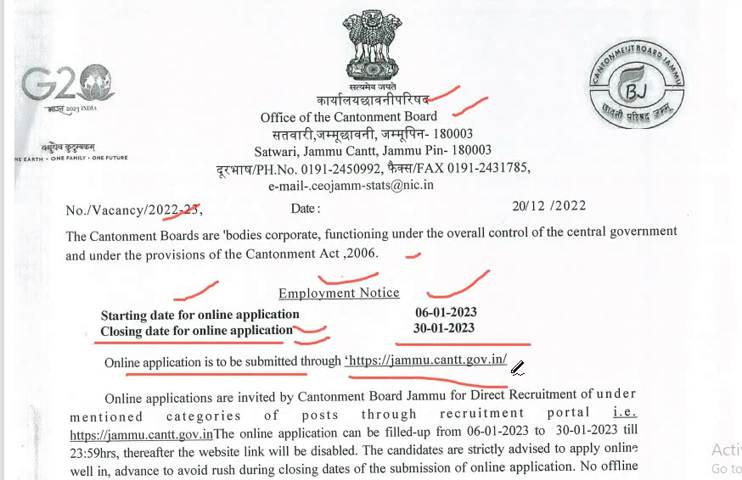 सत्यमेव जयते
कार्यालयछावनीपरिषद
Office of the Cantonment Board
सतवारी,जम्मूछावनी, जम्मूपिन- 180003
Satwari, Jammu Cantt, Jammu Pin- 180003
दूरभाष/PH.No. 0191-2450992, फैक्स/FAX 0191-2431785,
e-mail-.ceojamm-stats@nic.in
G20
भारत 2023 INDIA
वसुधैव कुटुम्बकम्
NE EARTH • ONE FAMILY • ONE FUTURE
CANTONMENT BOARD JAMMU
BJ
छावनी परिषद जम्मू
No./Vacancy/2022-23, Date: 20/12 /2022
The Cantonment Boards are 'bodies corporate, functioning under the overall control of the central government
and under the provisions of the Cantonment Act ,2006.
Employment Notice
Starting date for online application 06-01-2023
Closing date for online application 30-01-2023
Online application is to be submitted through 'https://jammu.cantt.gov.in/
Online applications are invited by Cantonment Board Jammu for Direct Recruitment of under
mentioned categories of posts through recruitment portal i.e.
https://jammu.cantt.gov.inThe online application can be filled-up from 06-01-2023 to 30-01-2023 till
23:59hrs, thereafter the website link will be disabled. The candidates are strictly advised to apply online
well in, advance to avoid rush during closing dates of the submission of online application. No offline
Go to